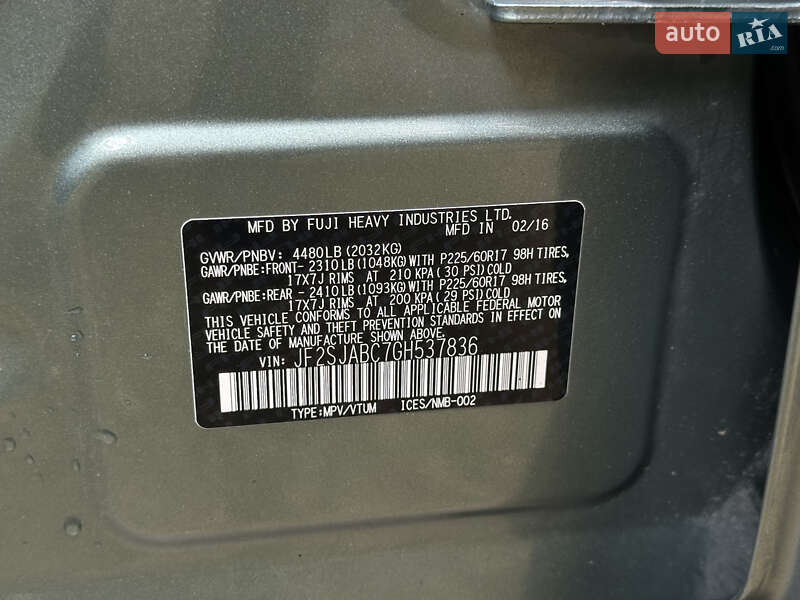 auto RIA.com
MFD BY FUJI HEAVY INDUSTRIES LTD.
MFD IN 02/16
GVWR/PNBV: 4480LB (2032KG)
GAWR/PNBE:FRONT- 2310LB(1048KG)WITH P225/60R17 98H TIRES,
17X7J RIMS AT 210 KPA(30 PSI)COLD
GAWR/PNBE:REAR - 2410LB(1093KG)WITH P225/60R17 98H TIRES,
17X7J RIMS AT 200 KPA(29 PSI)COLD
THIS VEHICLE CONFORMS TO ALL APPLICABLE FEDERAL MOTOR
VEHICLE SAFETY AND THEFT PREVENTION STANDARDS IN EFFECT ON
THE DATE OF MANUFACTURE SHOWN ABOVE.
VIN: JF2SJABC7GH537836
TYPE:MPV/VTUM ICES/NMB-002